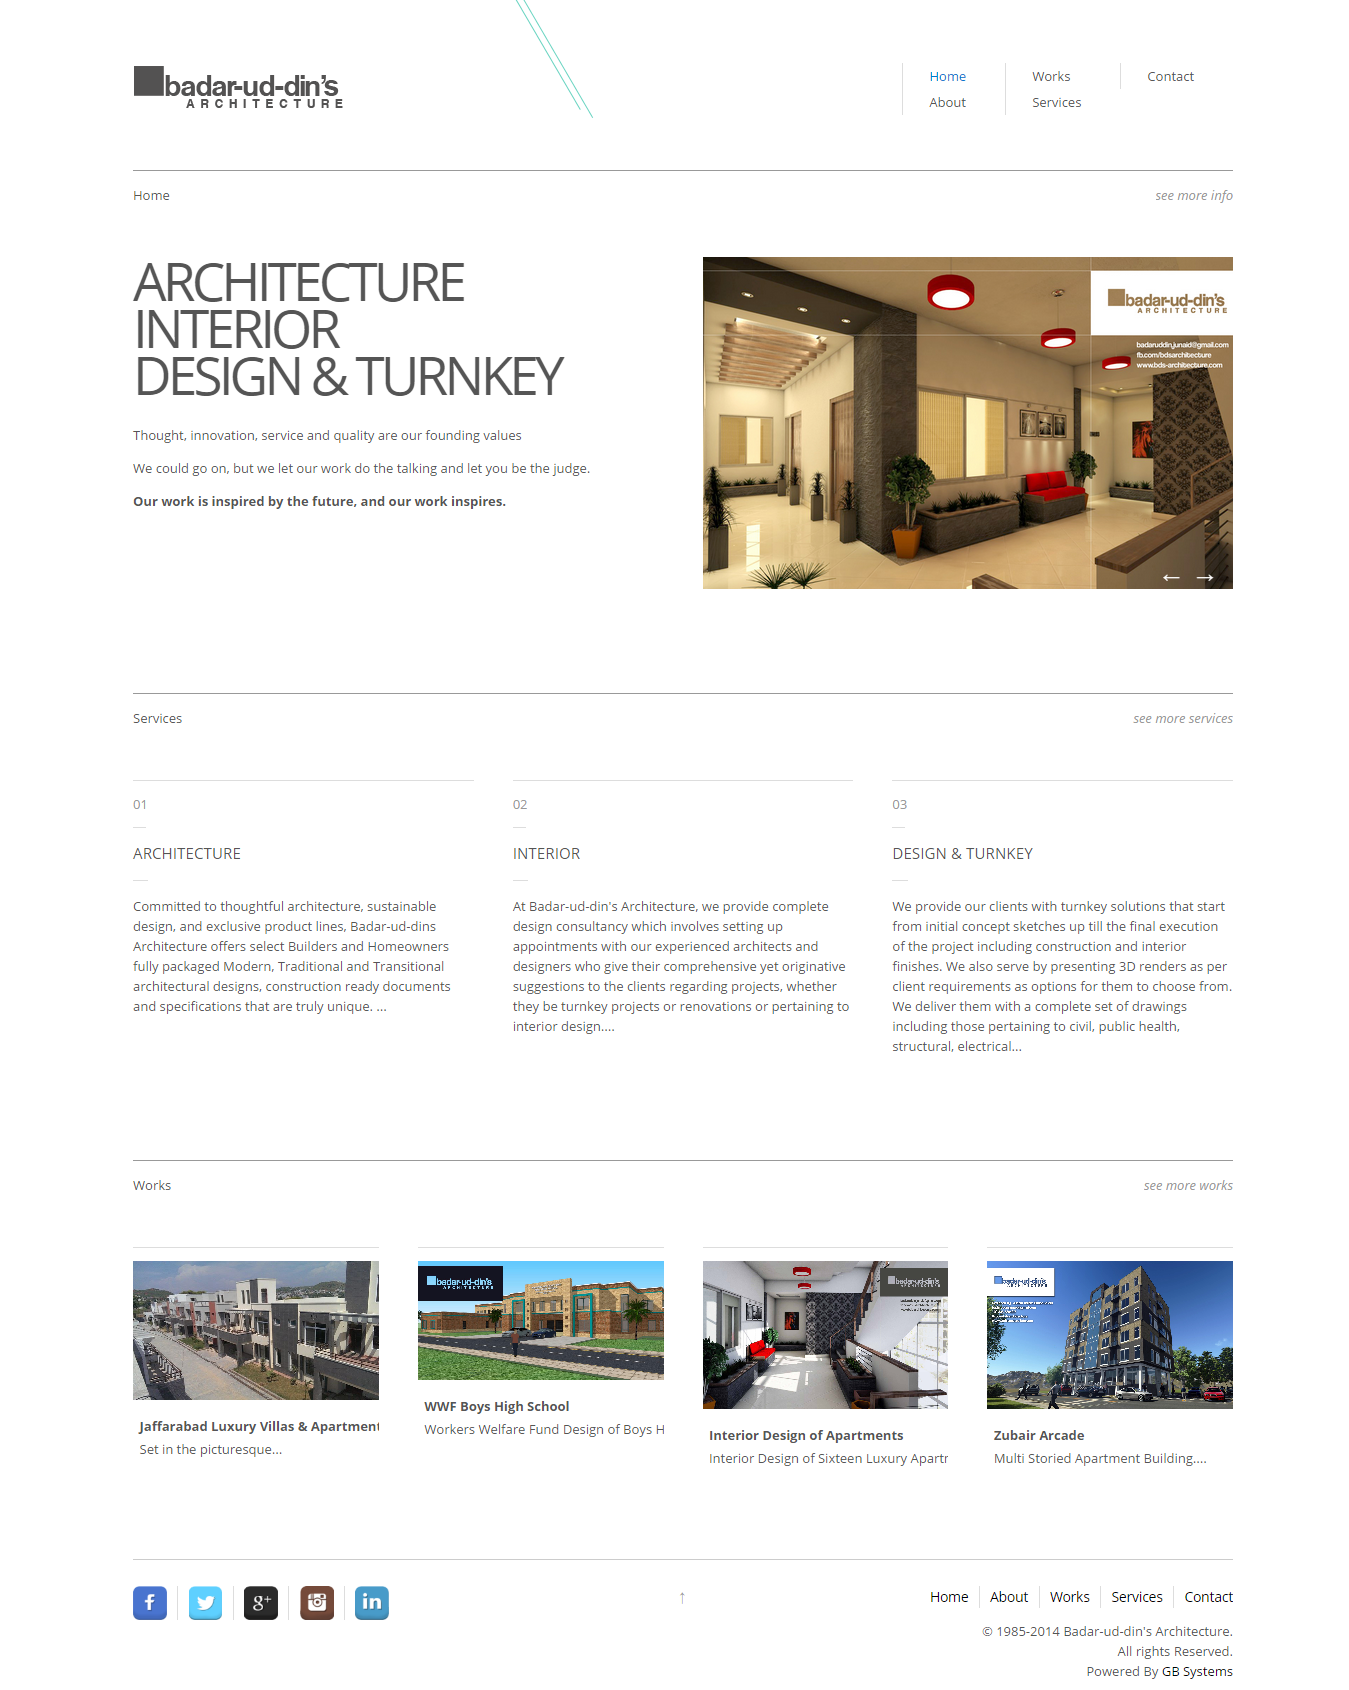 badar-ud-din's
ARCHITECTURE
Home
About
Works
Services
Contact
Home
see more info
ARCHITECTURE
INTERIOR
DESIGN & TURNKEY
Thought, innovation, service and quality are our founding values
We could go on, but we let our work do the talking and let you be the judge.
Our work is inspired by the future, and our work inspires.
badar-ud-din's
ARCHITECTURE
badaruddinjunaid@gmail.com
fb.com/bdsarchitecture
www.bds-architecture.com
← →
Services
see more services
01
ARCHITECTURE
Committed to thoughtful architecture, sustainable
design, and exclusive product lines, Badar-ud-dins
Architecture offers select Builders and Homeowners
fully packaged Modern, Traditional and Transitional
architectural designs, construction ready documents
and specifications that are truly unique. ...
02
INTERIOR
At Badar-ud-din's Architecture, we provide complete
design consultancy which involves setting up
appointments with our experienced architects and
designers who give their comprehensive yet originative
suggestions to the clients regarding projects, whether
they be turnkey projects or renovations or pertaining to
interior design....
03
DESIGN & TURNKEY
We provide our clients with turnkey solutions that start
from initial concept sketches up till the final execution
of the project including construction and interior
finishes. We also serve by presenting 3D renders as per
client requirements as options for them to choose from.
We deliver them with a complete set of drawings
including those pertaining to civil, public health,
structural, electrical...
Works
see more works
Jaffarabad Luxury Villas & Apartment
Set in the picturesque...
badar-ud-din's
ARCHITECTURE
WWF Boys High School
Workers Welfare Fund Design of Boys H
badar-ud-din's
ARCHITECTURE
Interior Design of Apartments
Interior Design of Sixteen Luxury Apartr
badar-ud-din's
ARCHITECTURE
Zubair Arcade
Multi Storied Apartment Building....
f
g+
in
↑
Home About Works Services Contact
© 1985-2014 Badar-ud-din's Architecture.
All rights Reserved.
Powered By GB Systems